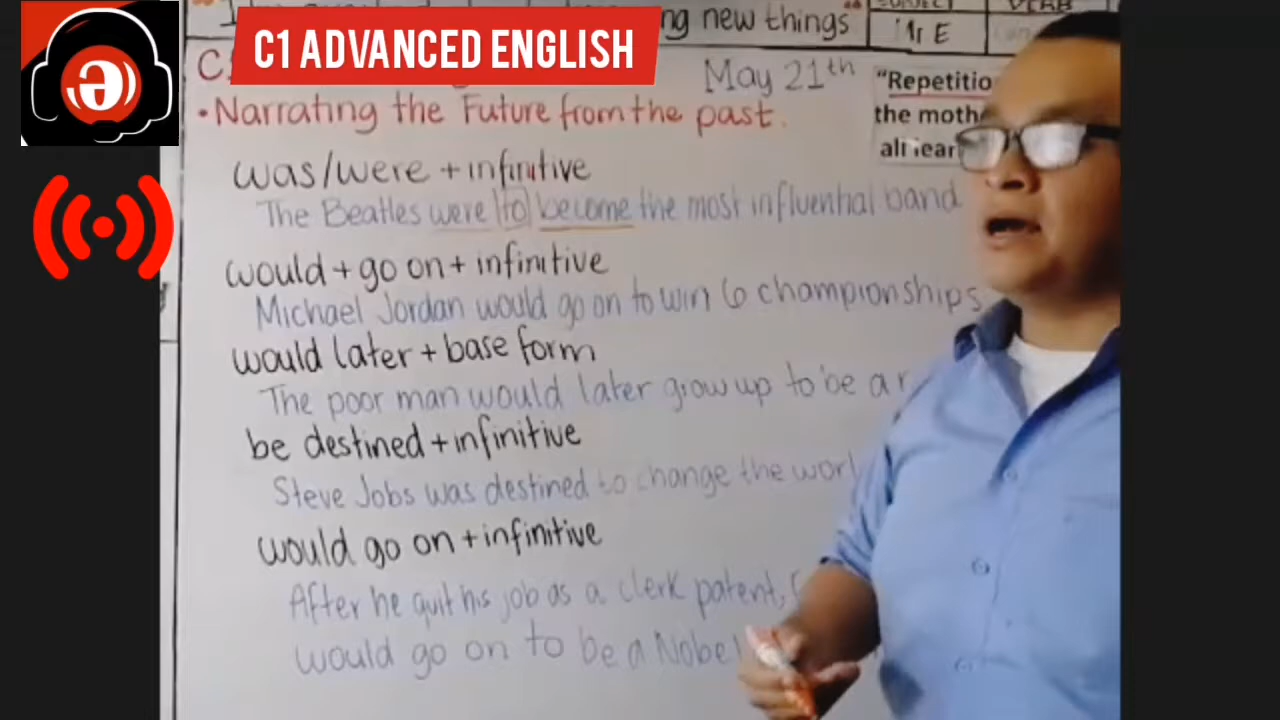 ng new things
SUBJECT VERB
Mr E
C1 ADVANCED ENGLISH
C
May 21th
"Repetitio
the moth
all lear
• Narrating the Future from the past.
was/were + infinitive
The Beatles were to become the most influential band
would + go on + infinitive
Michael Jordan would go on to win 6 championships
would later + base form
The poor man would later grow up to be a r
be destined + infinitive
Steve Jobs was destined to change the worl
would go on + infinitive
After he quit his job as a clerk patent,
would go on to be a Nobel